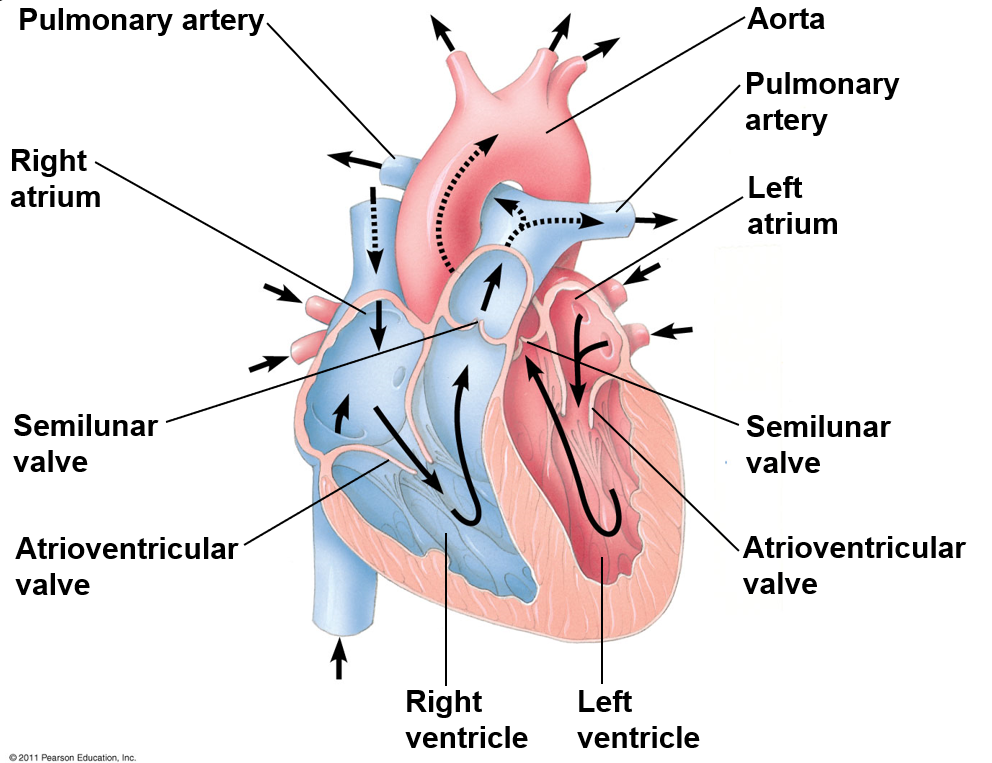 Pulmonary artery
Aorta
Pulmonary
artery
Right
atrium
Left
atrium
Semilunar
valve
Semilunar
valve
Atrioventricular
valve
Atrioventricular
valve
Right
ventricle
Left
ventricle
© 2011 Pearson Education, Inc.